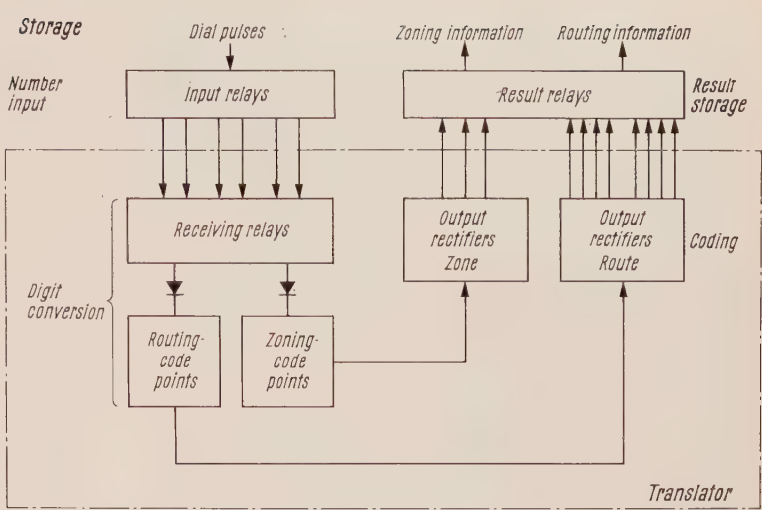 Storage
Dial pulses
Zoning information
Routing information
Number
input
Input relays
Result relays
Result
storage
Receiving relays
Output
rectifiers
Zone
Output
rectifiers
Route
Coding
Digit
conversion
Routing-
code
points
Zoning-
code
points
Translator